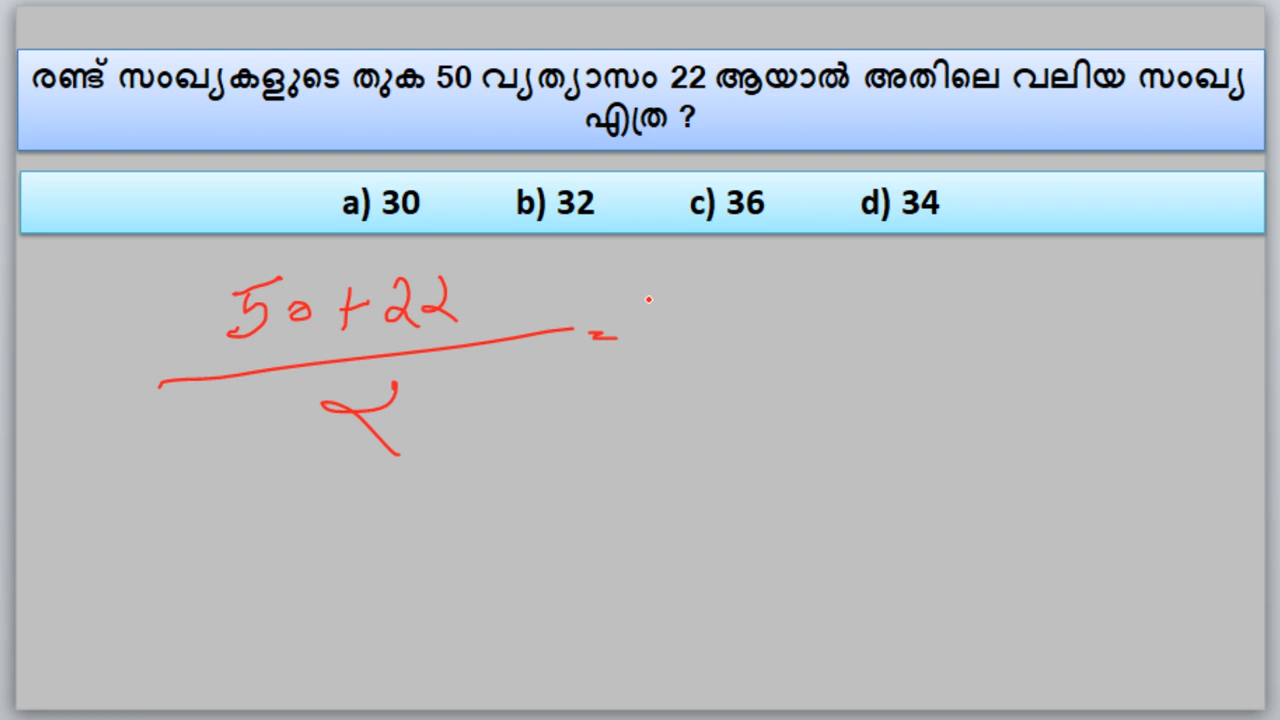 രണ്ട് സംഖ്യകളുടെ തുക 50 വ്യത്യാസം 22 ആയാൽ അതിലെ വലിയ സംഖ്യ
എത്ര ?
a) 30 b) 32 c) 36 d) 34
50 + 22
=
2